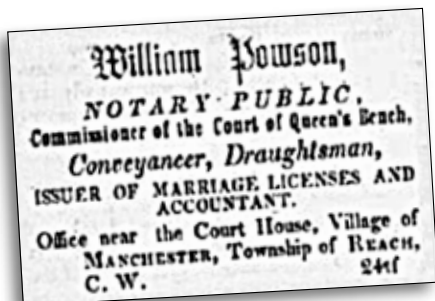 William Powson,
NOTARY PUBLIC,
Commissioner of the Court of Queen's Bench,
Conveyancer, Draughtsman,
ISSUER OF MARRIAGE LICENSES AND
ACCOUNTANT.
Office near the Court House, Village of
MANCHESTER, Township of REACH,
C. W. 24tf